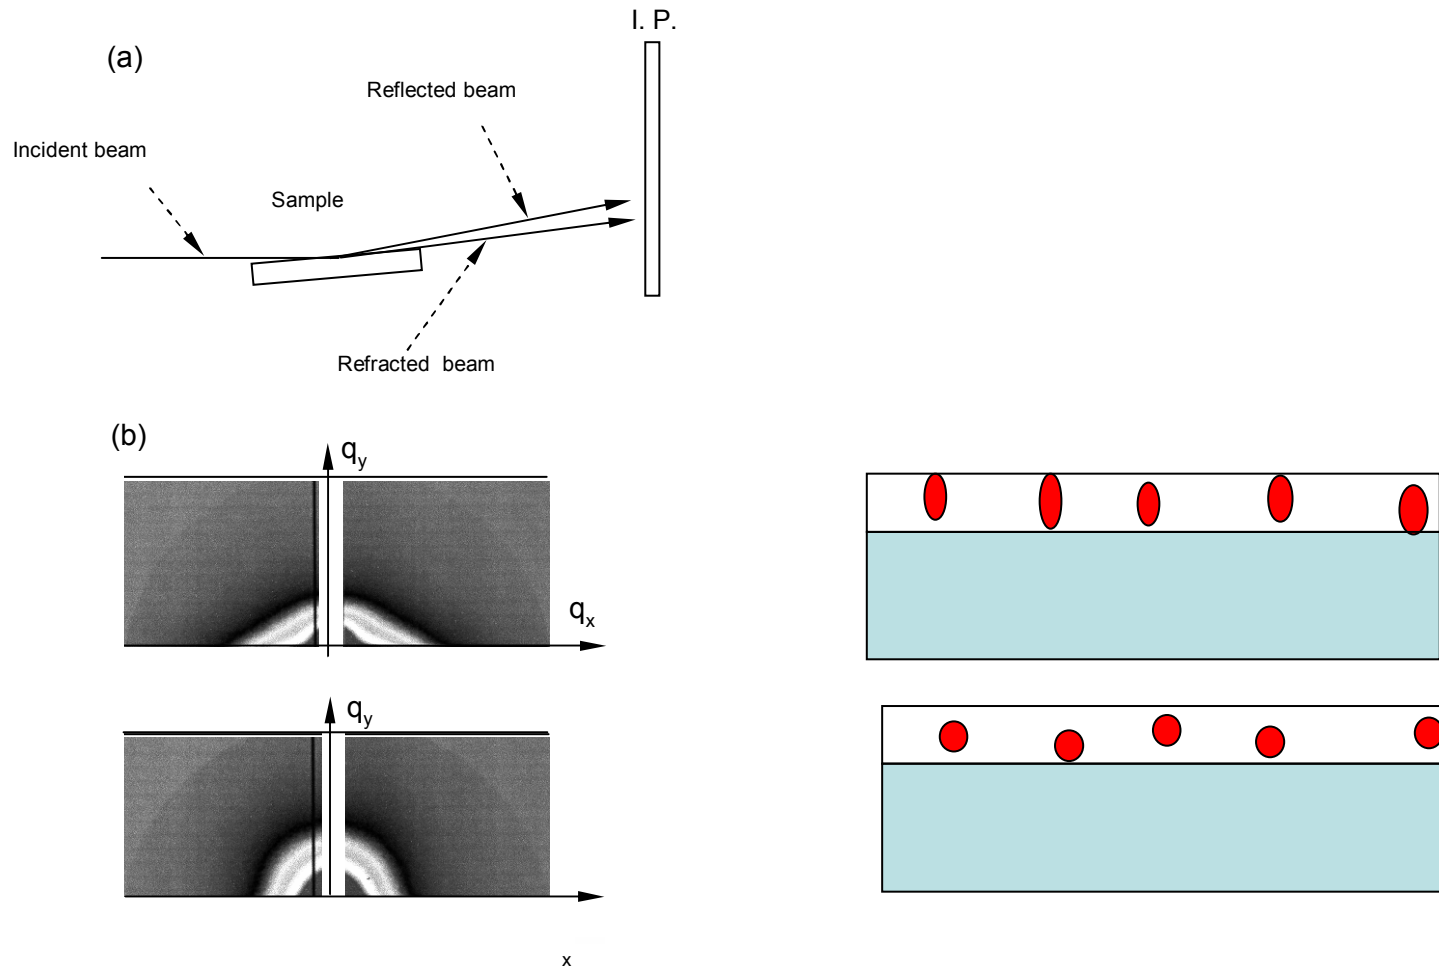 I. P.
(a)
Reflected beam
Incident beam
Sample
Refracted beam
(b)
qy
qx
qy
x